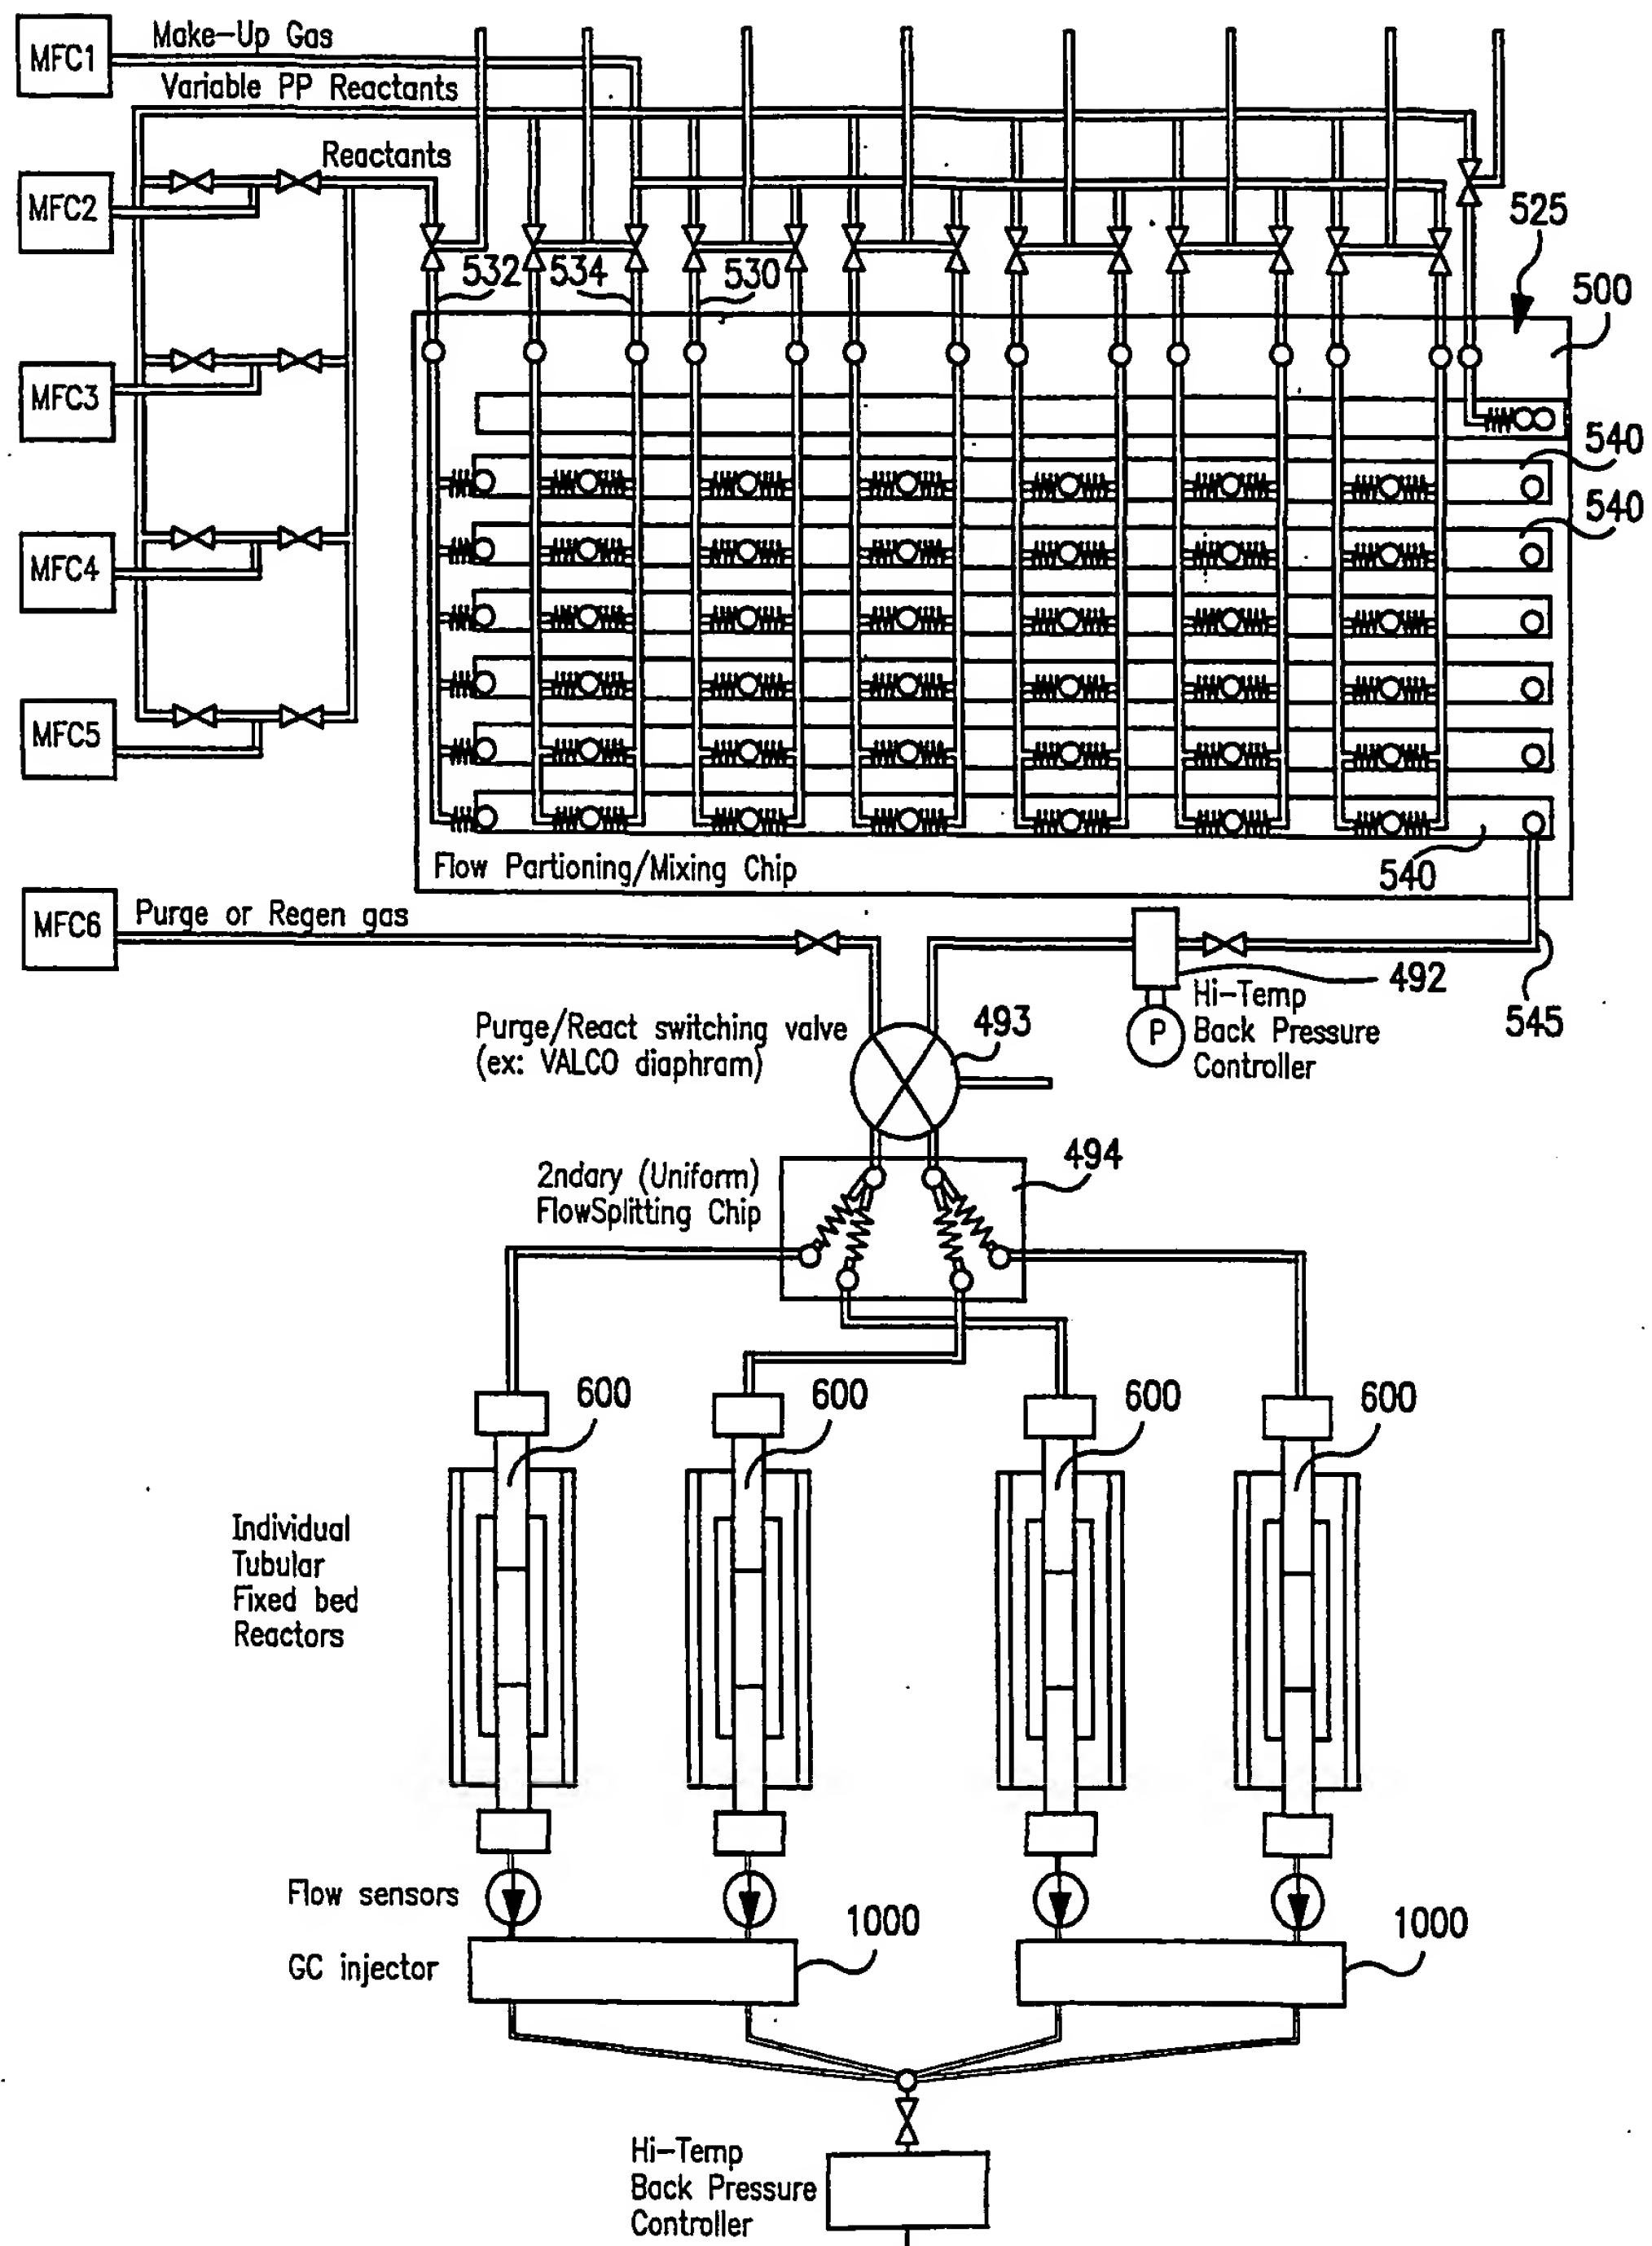 MFC1
Make-Up Gas
Variable PP Reactants
Reactants
MFC2
525
532
534
530
500
MFC3
540
540
MFC4
MFC5
540
Flow Partioning/Mixing Chip
MFC6
Purge or Regen gas
492
Hi-Temp
Back Pressure
Controller
P
545
Purge/React switching valve
(ex: VALCO diaphram)
493
494
2ndary (Uniform)
FlowSplitting Chip
600
600
600
600
Individual
Tubular
Fixed bed
Reactors
Flow sensors
1000
1000
GC injector
Hi-Temp
Back Pressure
Controller